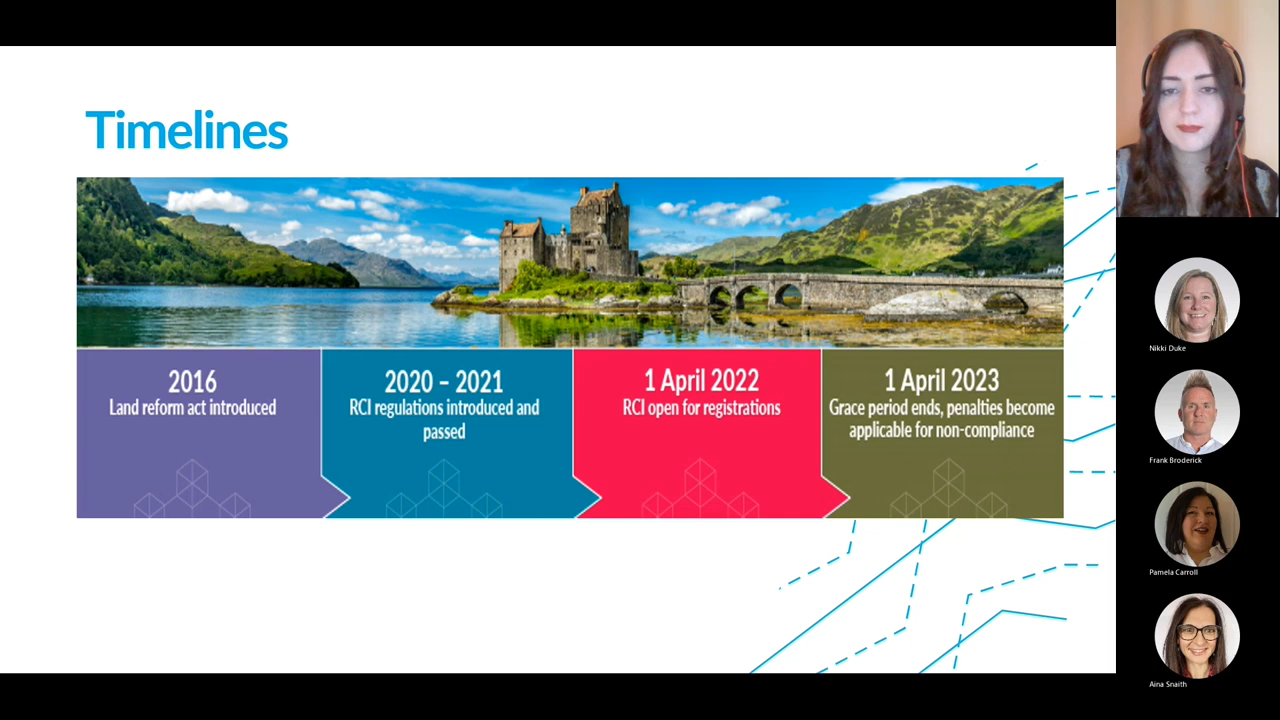 Timelines
2016
Land reform act introduced
2020 – 2021
RCI regulations introduced and
passed
1 April 2022
RCI open for registrations
1 April 2023
Grace period ends, penalties become
applicable for non-compliance
Nikki Duke
Frank Broderick
Pamela Carroll
Aina Snaith